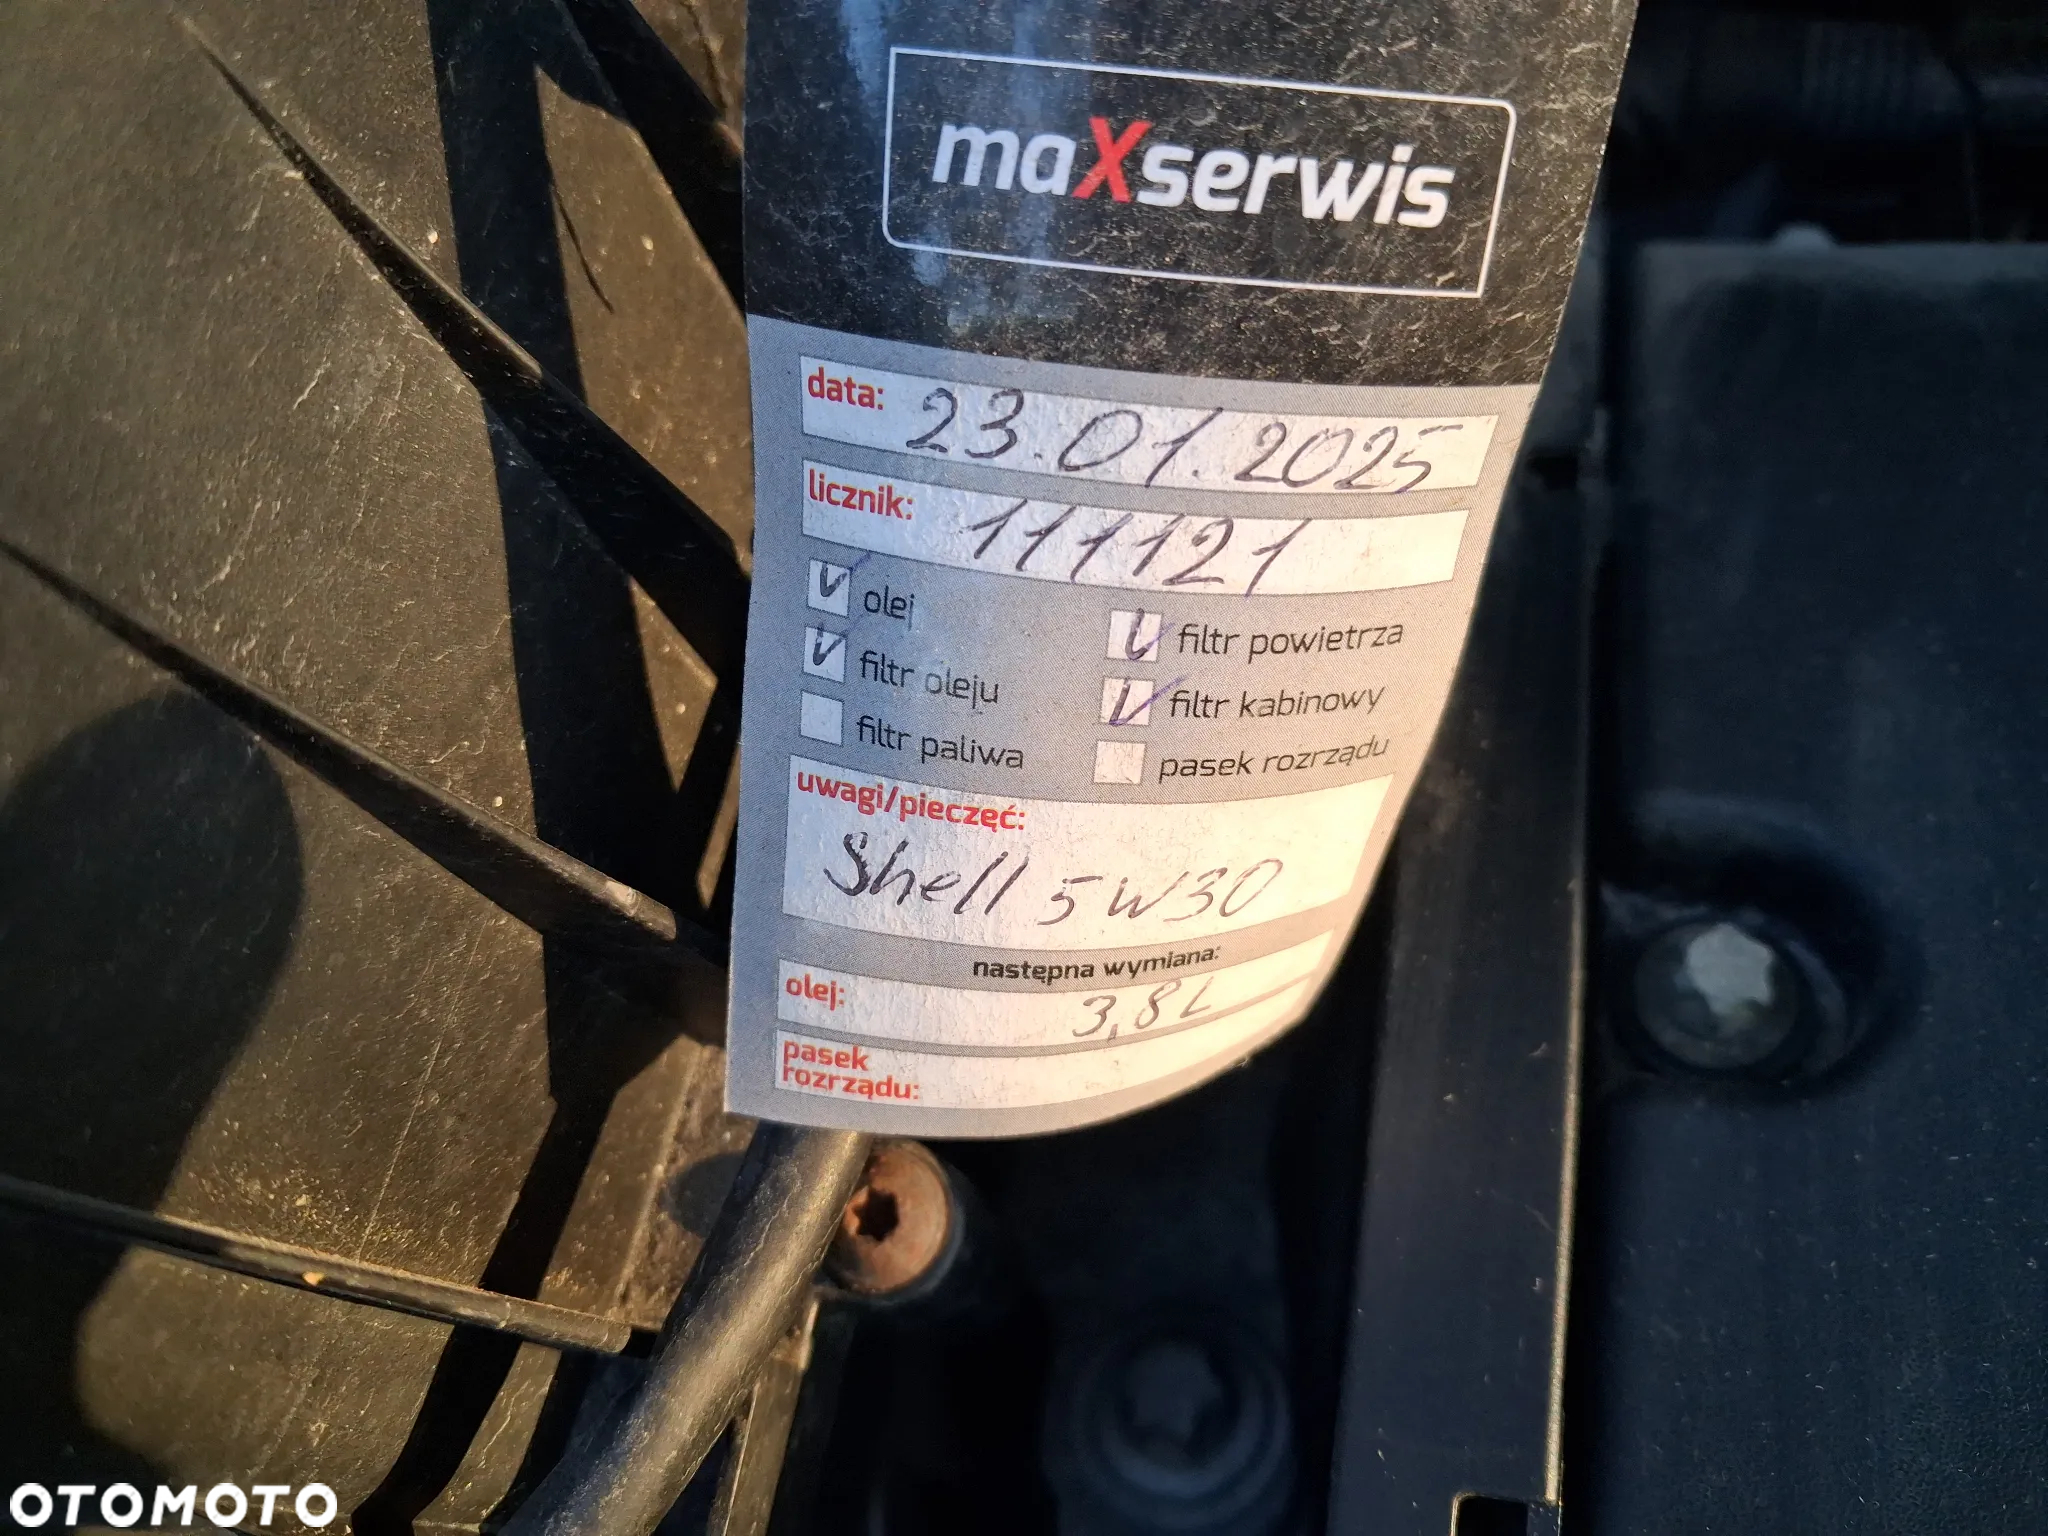 maXserwis
data: 23.01.2025
licznik: 111121
olej
filtr powietrza
filtr oleju
filtr kabinowy
filtr paliwa
pasek rozrządu
uwagi/pieczęć:
Shell 5W30
następna wymiana:
olej: 3,8 L
pasek
rozrządu:
OTOMOTO